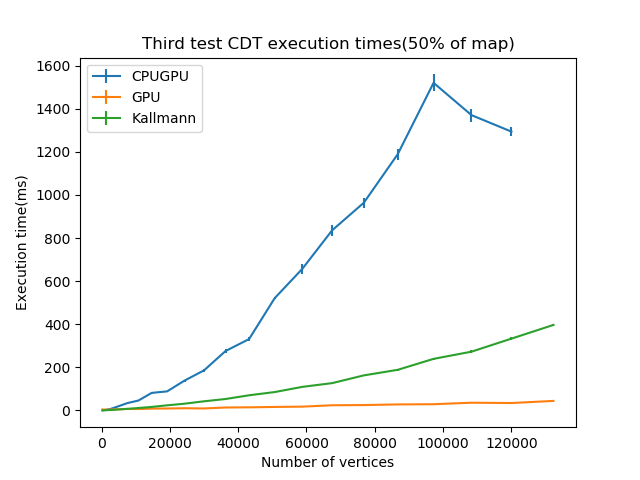 Third test CDT execution times(50% of map)
CPUGPU
GPU
Kallmann
Execution time(ms)
1600
1400
1200
1000
800
600
400
200
0
0 20000 40000 60000 80000 100000 120000
Number of vertices